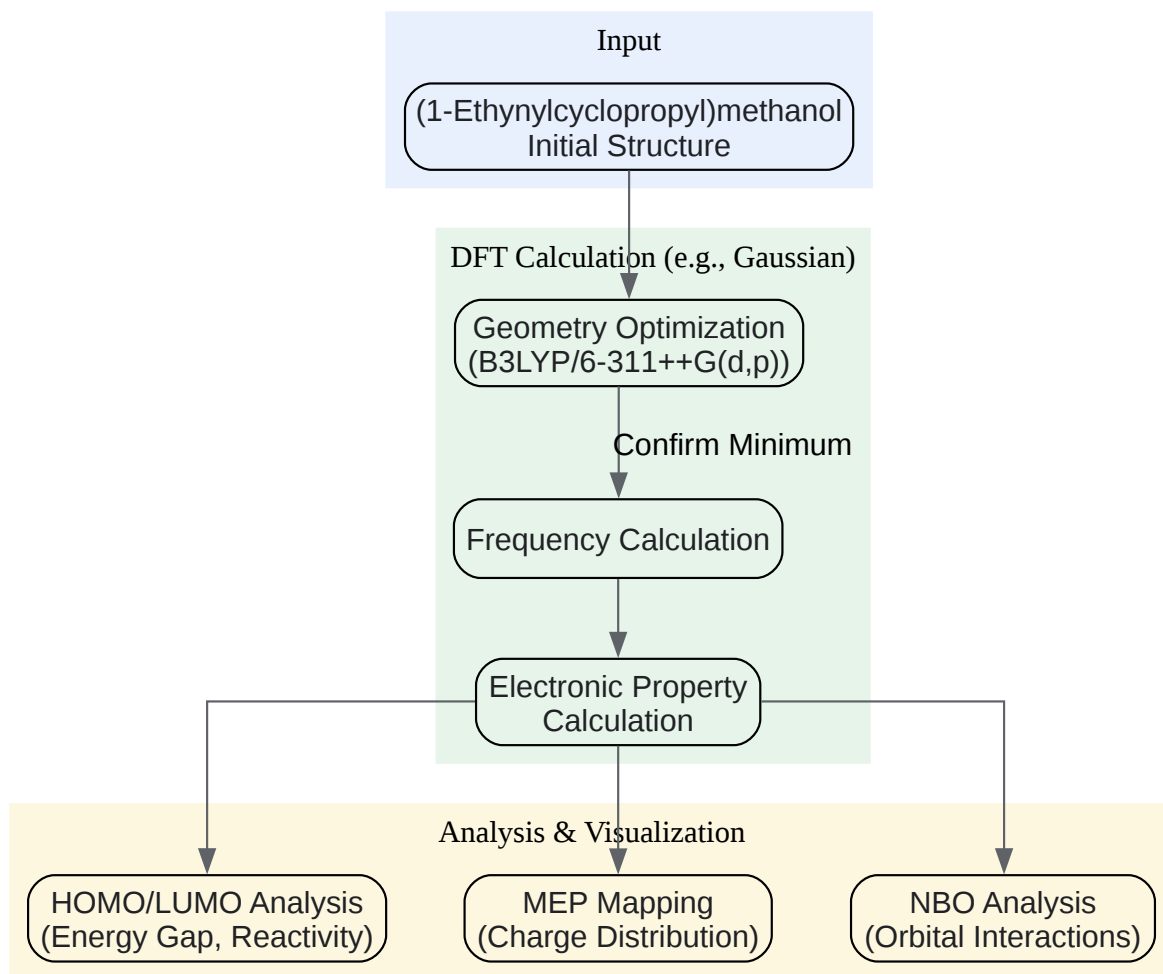 Input
(1-Ethynylcyclopropyl)methanol
Initial Structure
DFT Calculation (e.g., Gaussian)
Geometry Optimization
(B3LYP/6-311++G(d,p))
Confirm Minimum
Frequency Calculation
Electronic Property
Calculation
Analysis & Visualization
HOMO/LUMO Analysis
(Energy Gap, Reactivity)
MEP Mapping
(Charge Distribution)
NBO Analysis
(Orbital Interactions)